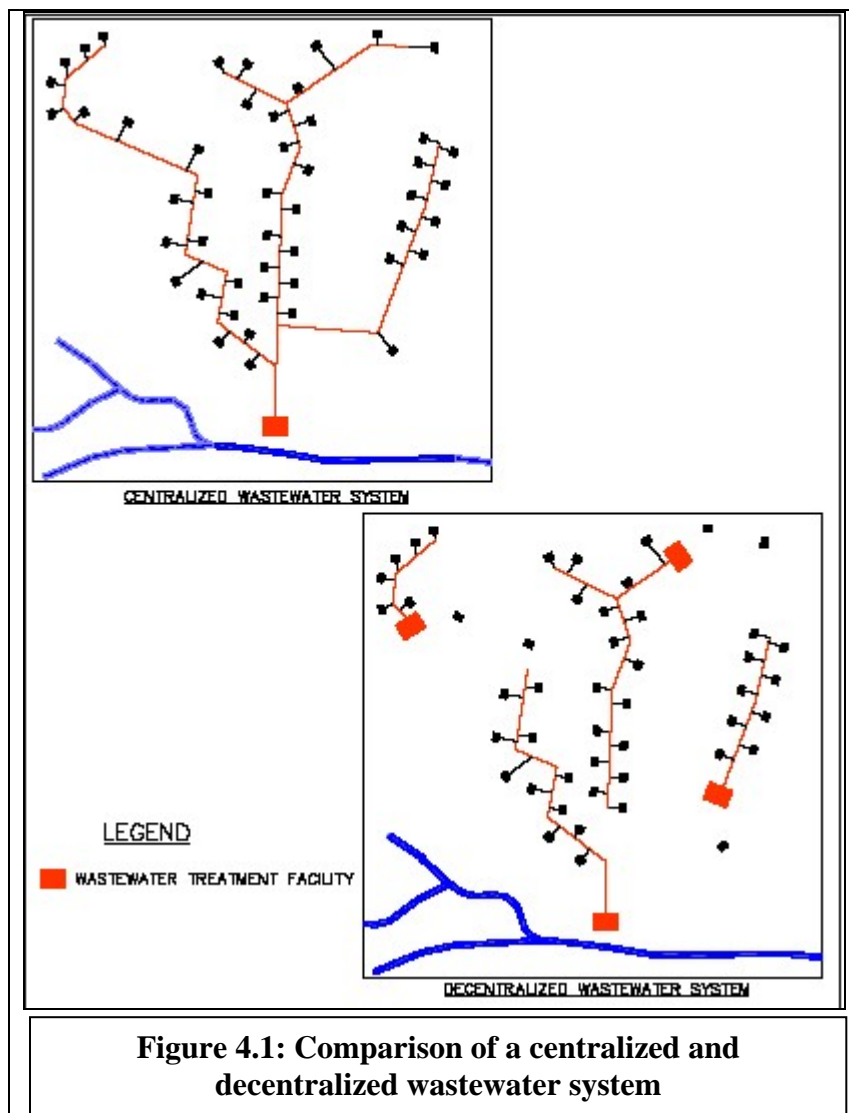 CENTRALIZED WASTEWATER SYSTEM
LEGEND
WASTEWATER TREATMENT FACILITY
DECENTRALIZED WASTEWATER SYSTEM
Figure 4.1: Comparison of a centralized and
decentralized wastewater system